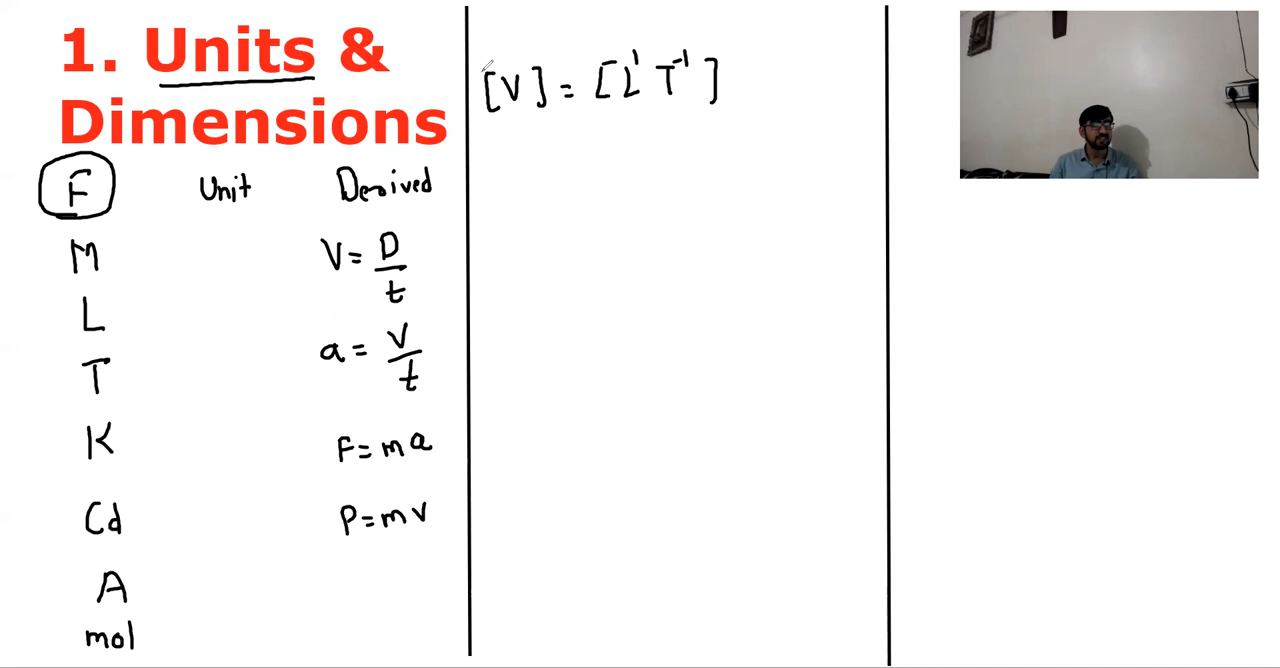 1. Units &
Dimensions
F Unit Derived
M
L
T
K
Cd
A
mol
V = D/t
a = V/t
F = ma
P = mv
[V] = [L¹ T⁻¹]